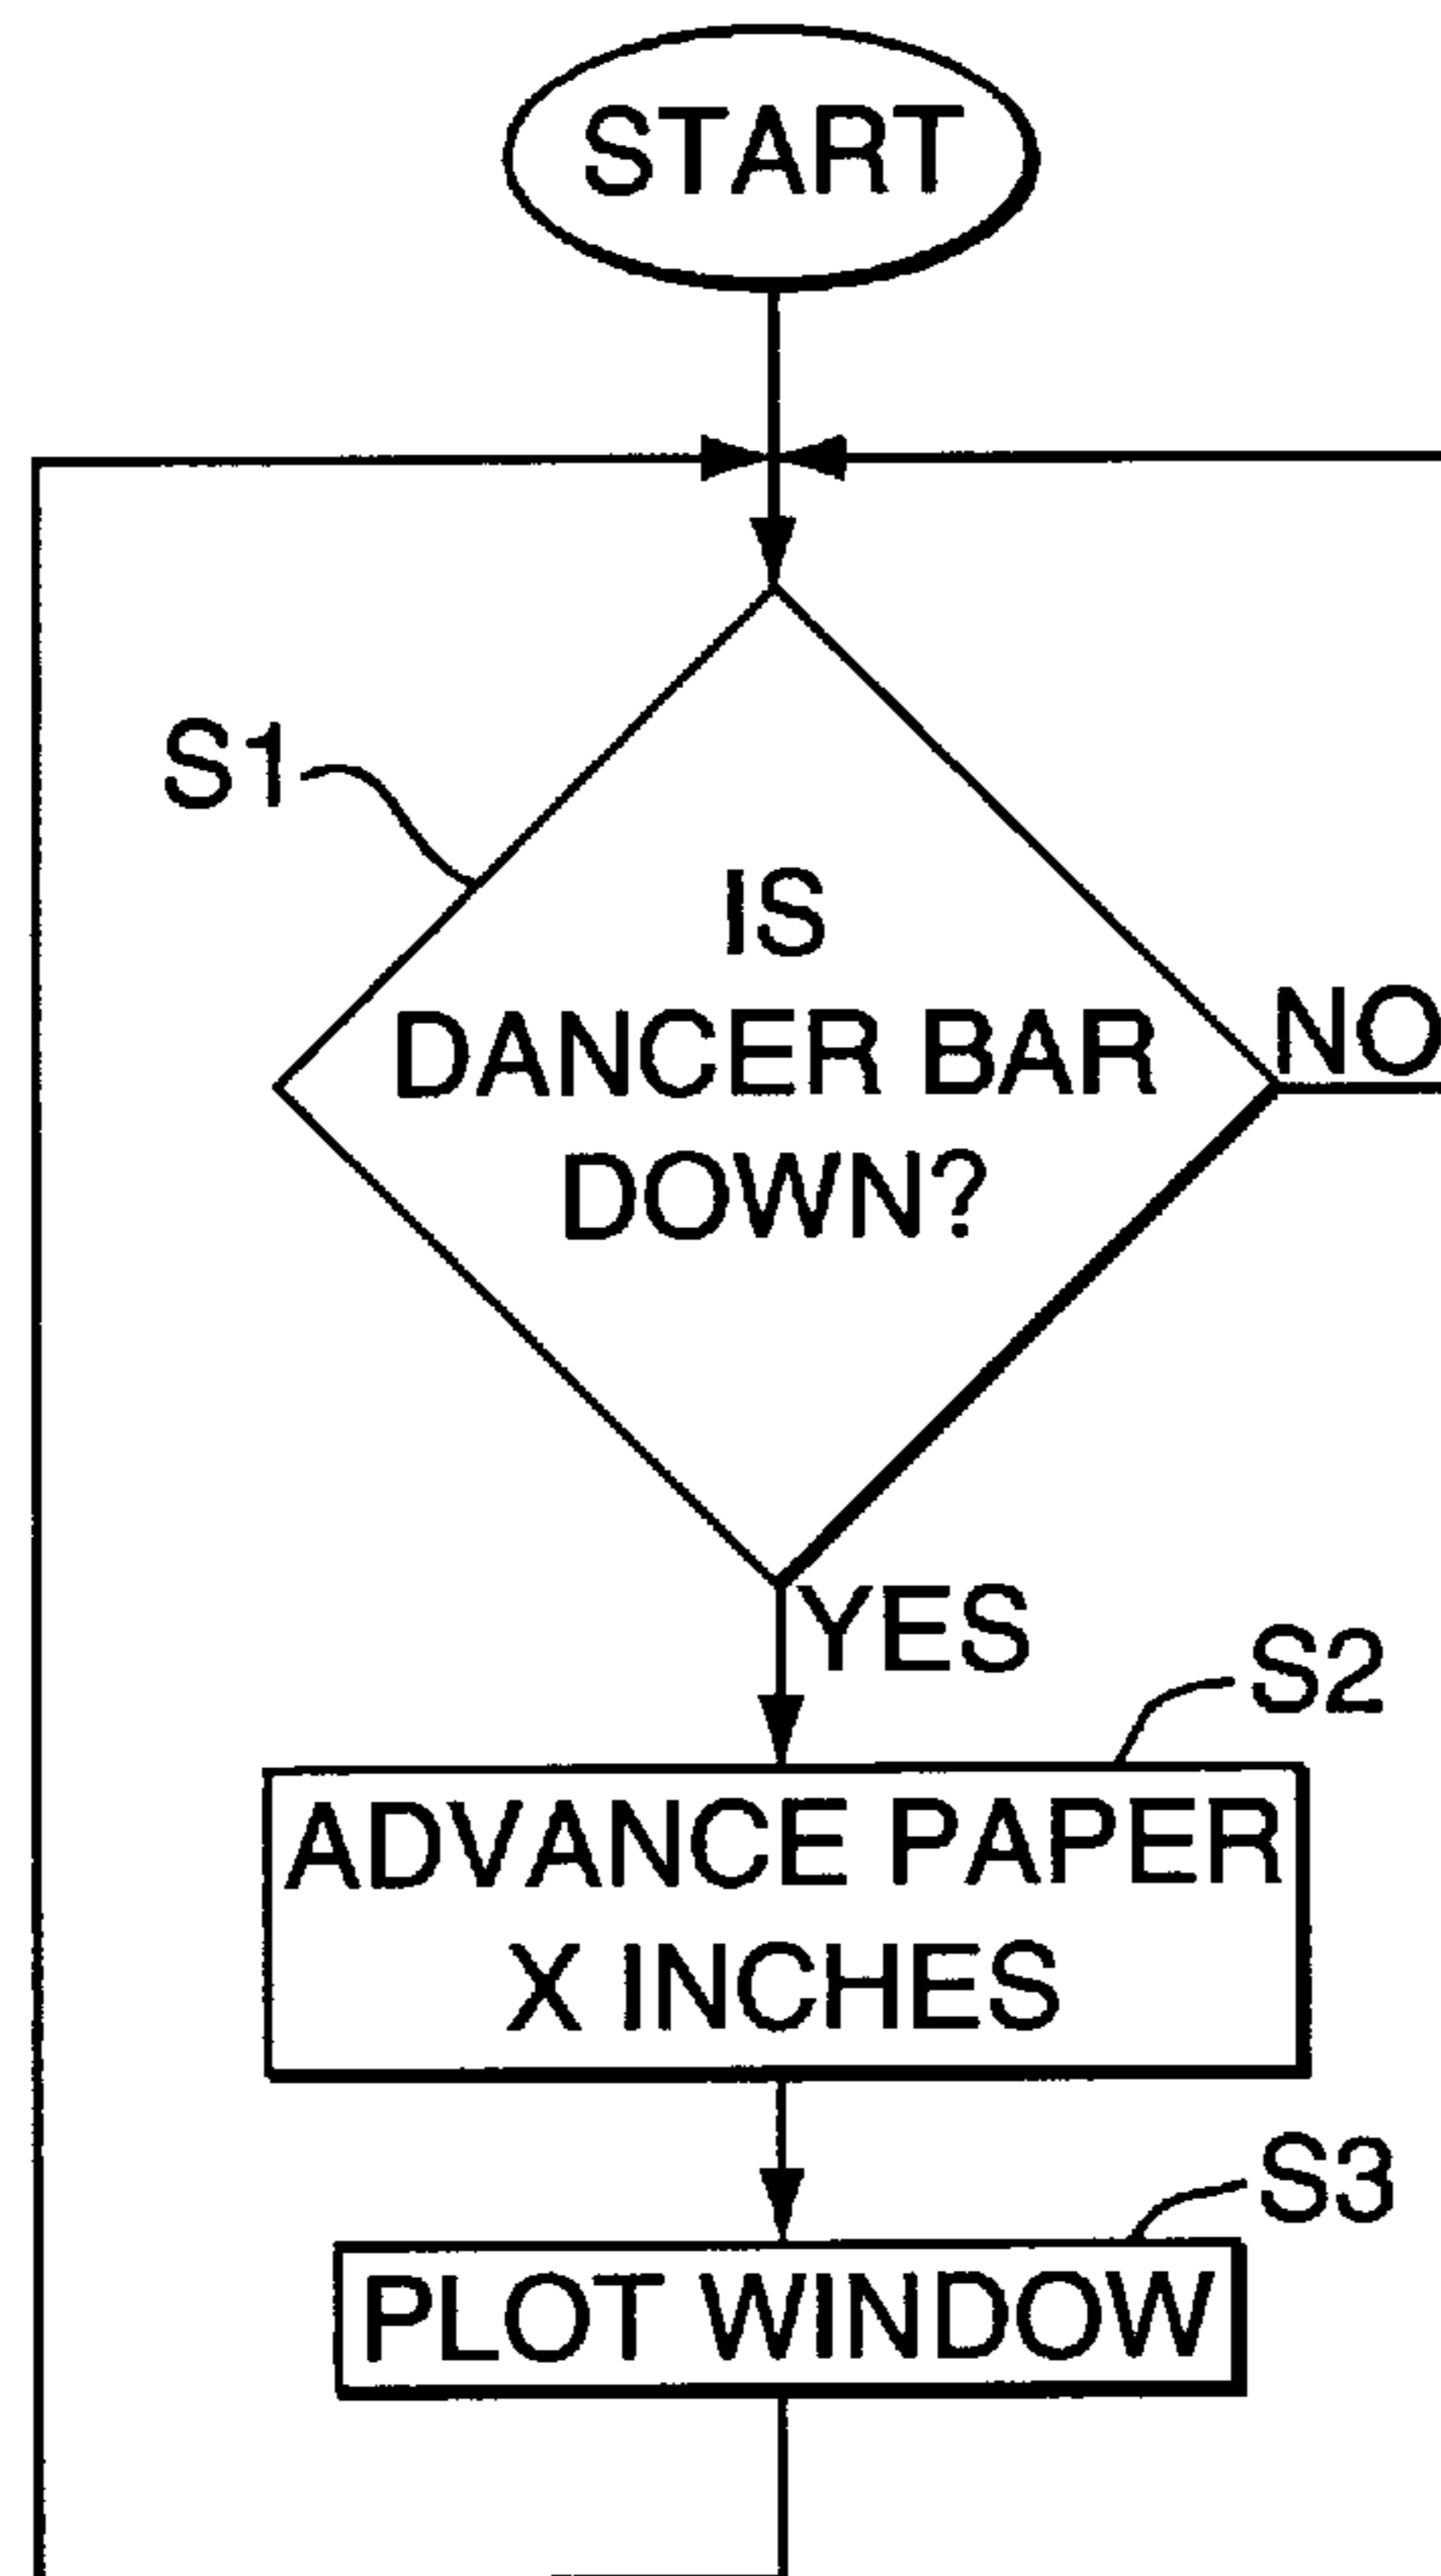 START
S1
IS
DANCER BAR
DOWN?
NO
YES
S2
ADVANCE PAPER
X INCHES
S3
PLOT WINDOW